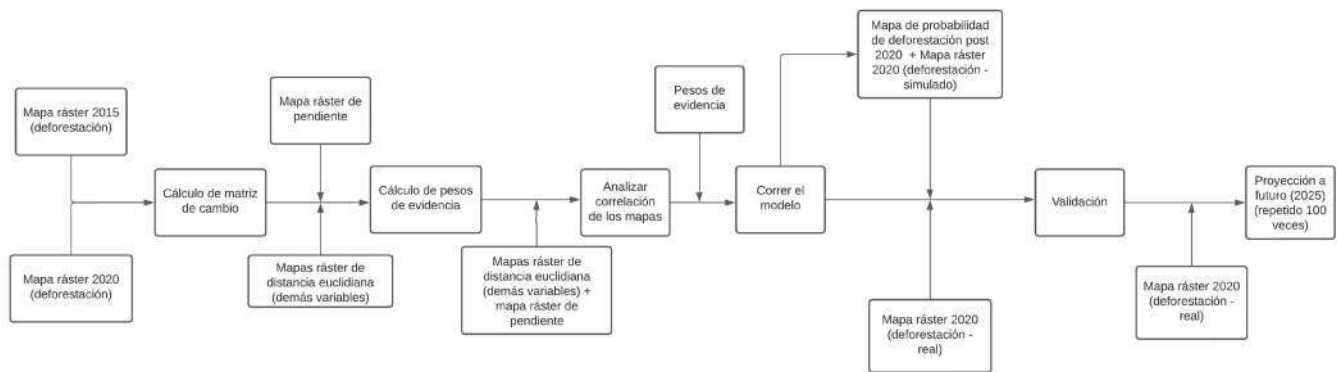 Mapa ráster 2015
(deforestación)
Mapa ráster 2020
(deforestación)
Cálculo de matriz
de cambio
Mapa ráster de
pendiente
Mapas ráster de
distancia euclidiana
(demás variables)
Cálculo de pesos
de evidencia
Mapas ráster de
distancia euclidiana
(demás variables) +
mapa ráster de
pendiente
Analizar
correlación
de los mapas
Pesos de
evidencia
Correr el
modelo
Mapa de probabilidad
de deforestación post
2020 + Mapa ráster
2020 (deforestación -
simulado)
Mapa ráster 2020
(deforestación -
real)
Validación
Mapa ráster 2020
(deforestación -
real)
Proyección a
futuro (2025)
(repetido 100
veces)